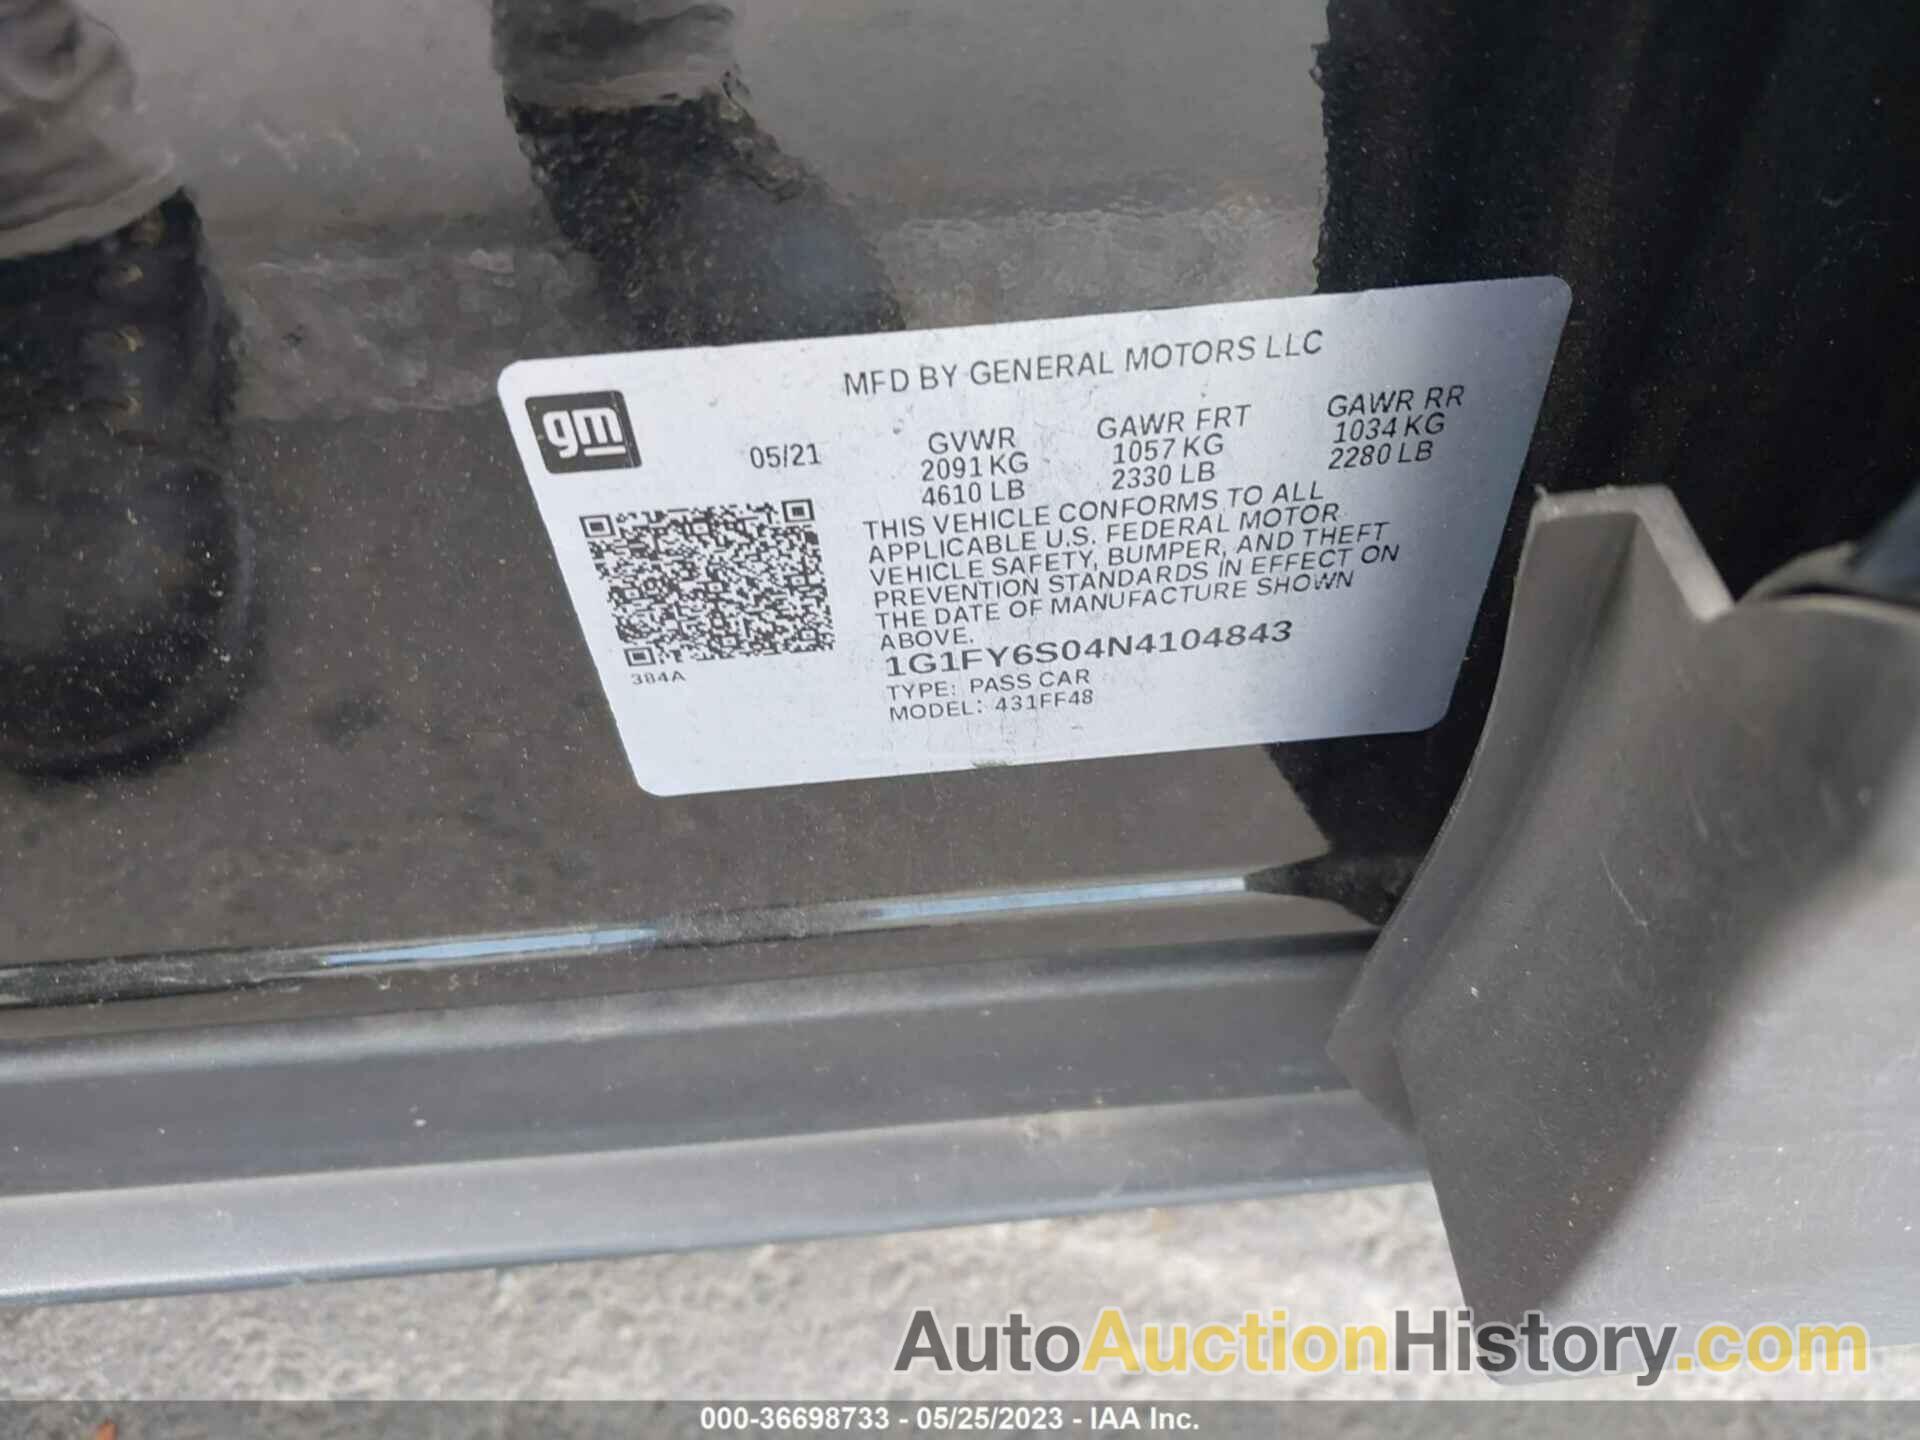 MFD BY GENERAL MOTORS LLC
gm
05/21
GVWR
2091 KG
4610 LB
GAWR FRT
1057 KG
2330 LB
GAWR RR
1034 KG
2280 LB
THIS VEHICLE CONFORMS TO ALL
APPLICABLE U.S. FEDERAL MOTOR
VEHICLE SAFETY, BUMPER, AND THEFT
PREVENTION STANDARDS IN EFFECT ON
THE DATE OF MANUFACTURE SHOWN
ABOVE.
1G1FY6S04N4104843
TYPE: PASS CAR
MODEL: 431FF48
384A
AutoAuctionHistory.com
000-36698733 - 05/25/2023 - IAA Inc.